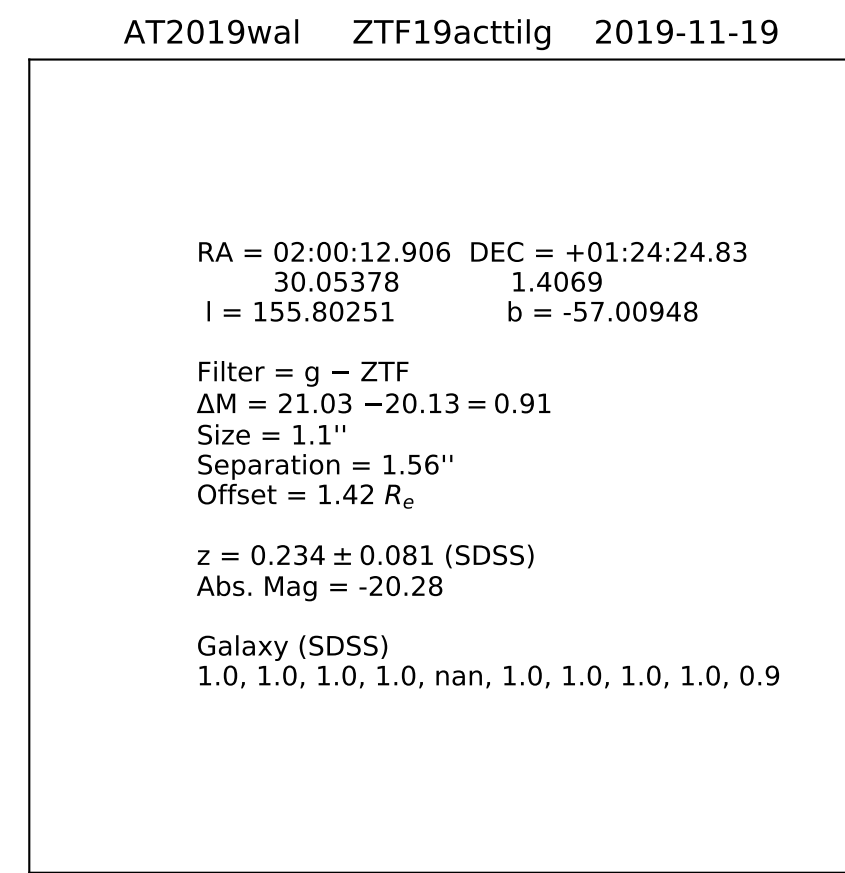 AT2019wal ZTF19acttilg 2019-11-19
RA = 02:00:12.906 DEC = +01:24:24.83
30.05378 1.4069
l = 155.80251 b = -57.00948
Filter = g − ZTF
ΔM = 21.03 −20.13 = 0.91
Size = 1.1''
Separation = 1.56''
Offset = 1.42 Rₑ
z = 0.234 ± 0.081 (SDSS)
Abs. Mag = -20.28
Galaxy (SDSS)
1.0, 1.0, 1.0, 1.0, nan, 1.0, 1.0, 1.0, 1.0, 0.9